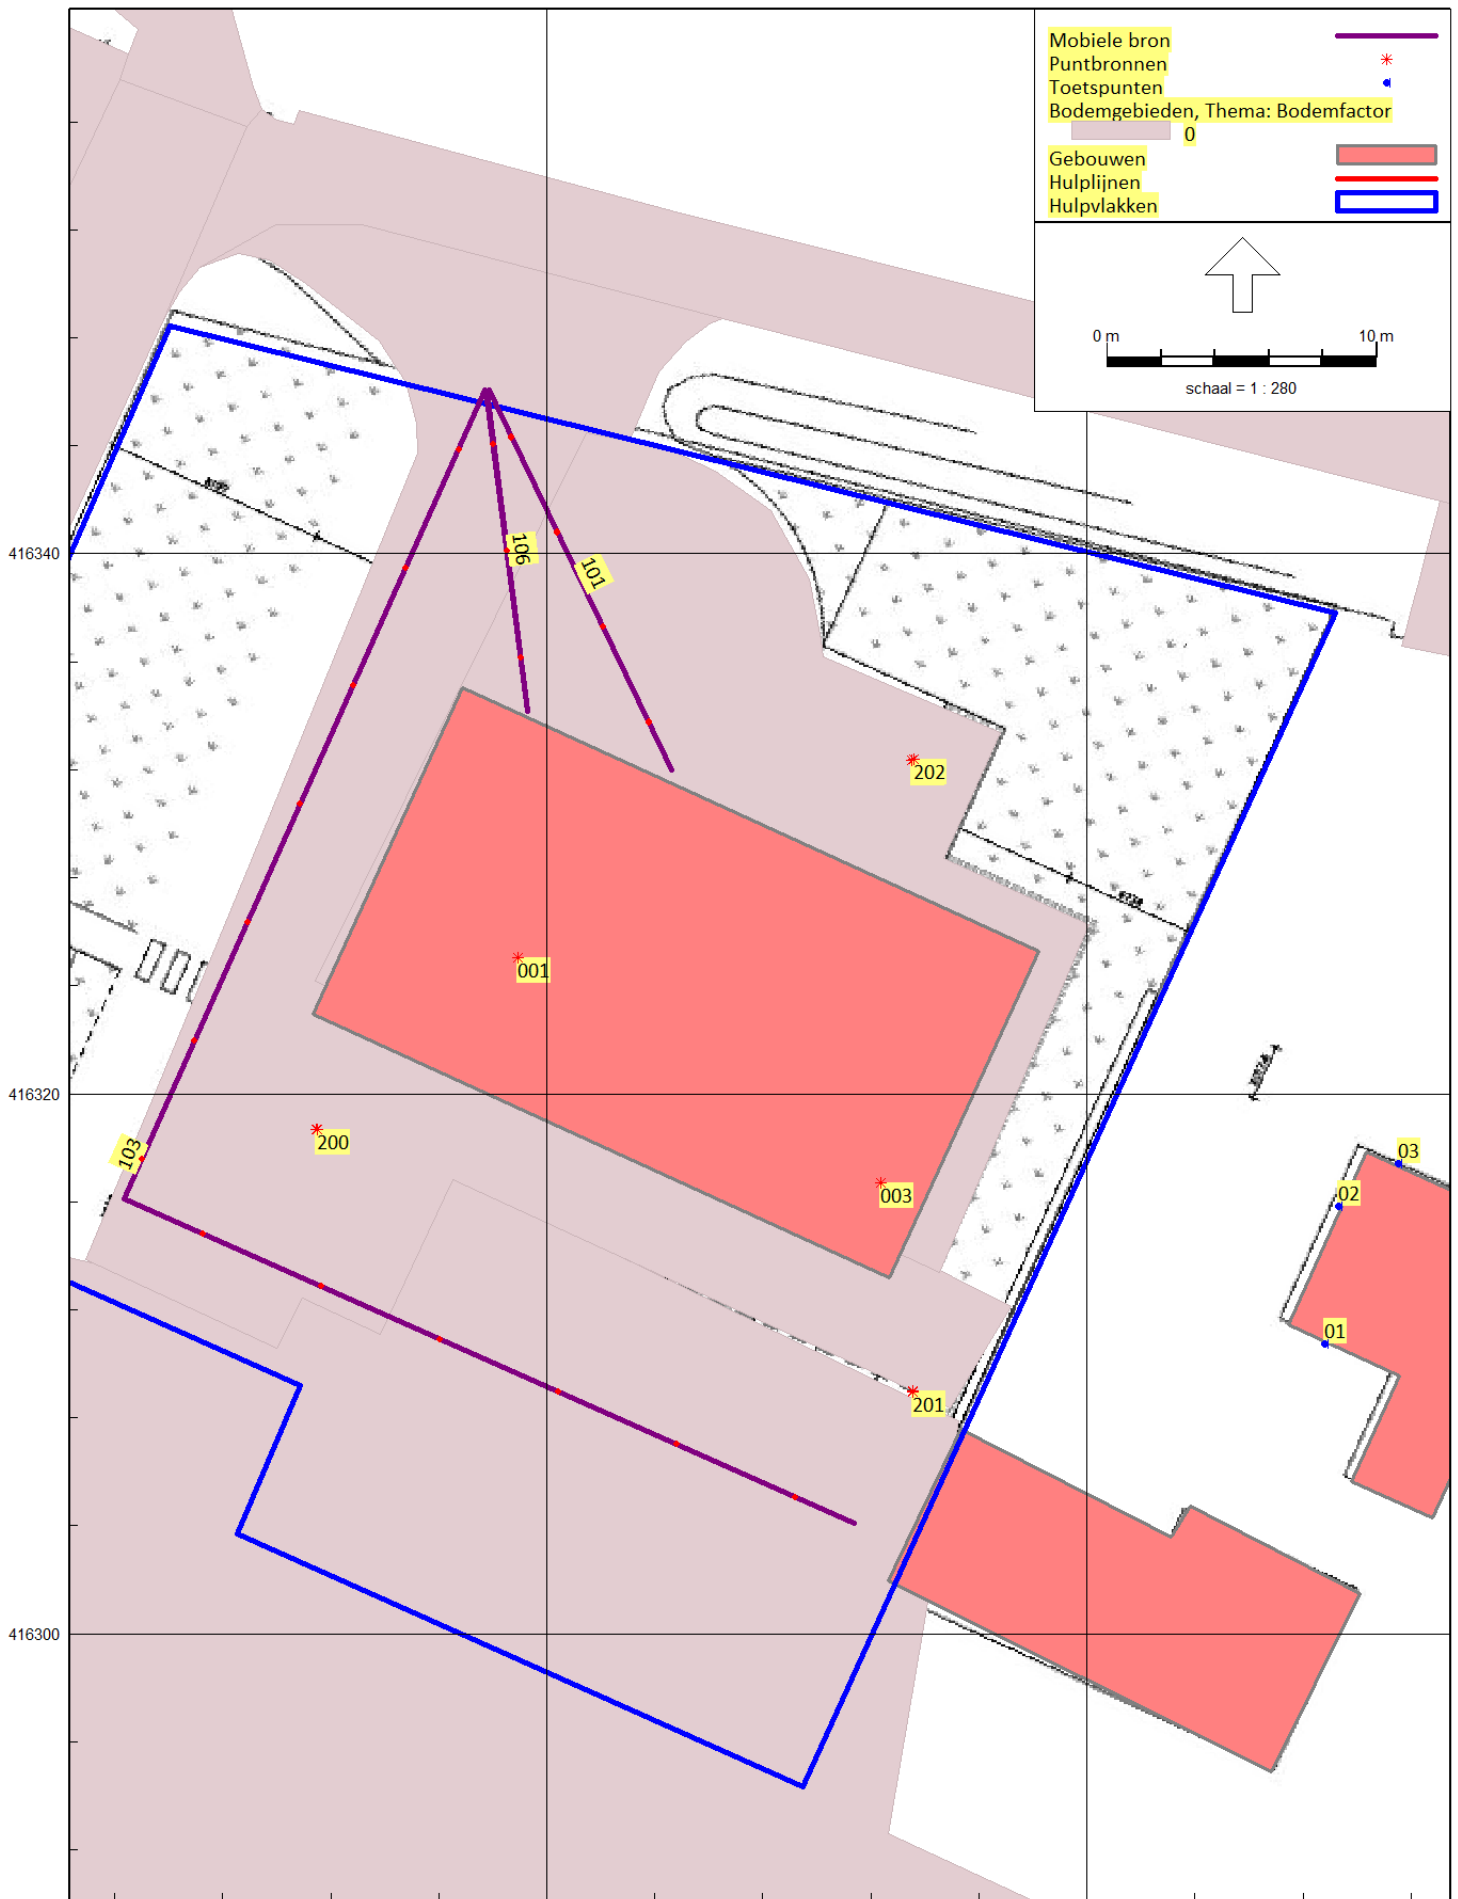 Mobiele bron
Puntbronnen
Toetspunten
Bodemgebieden, Thema: Bodemfactor
0
Gebouwen
Hulplijnen
Hulpvlakken
0 m 10 m
schaal = 1 : 280
106
101
416340
202
001
416320
103
200
003
03
02
01
201
416300